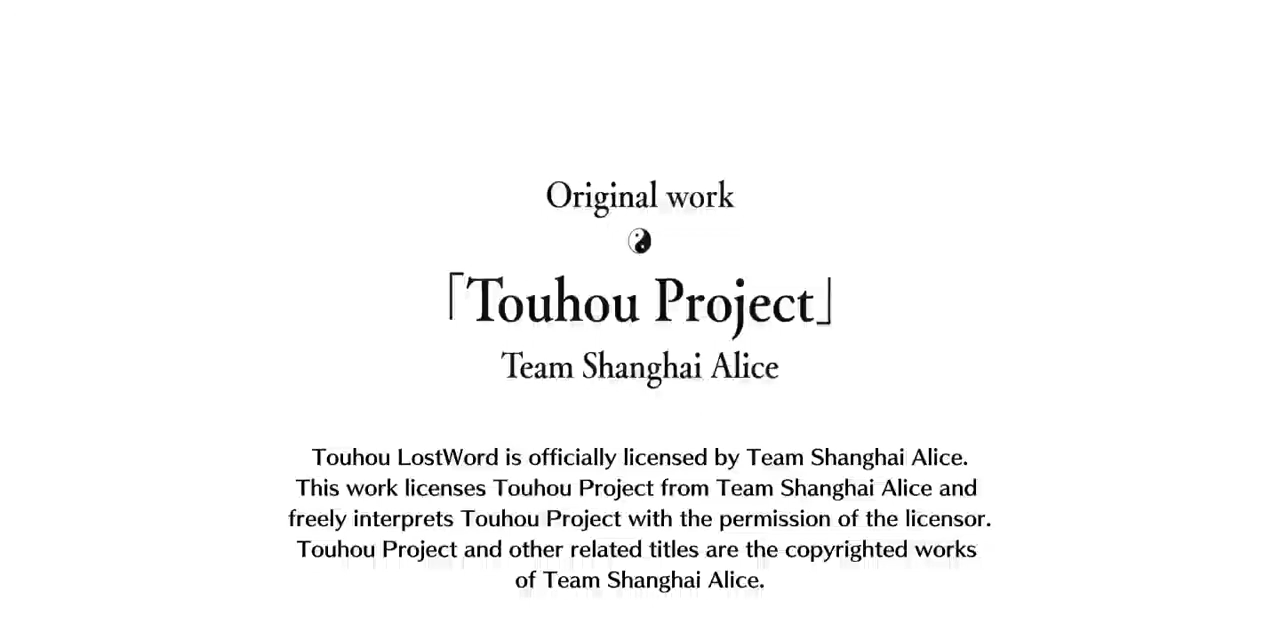 Original work
「Touhou Project」
Team Shanghai Alice
Touhou LostWord is officially licensed by Team Shanghai Alice.
This work licenses Touhou Project from Team Shanghai Alice and
freely interprets Touhou Project with the permission of the licensor.
Touhou Project and other related titles are the copyrighted works
of Team Shanghai Alice.